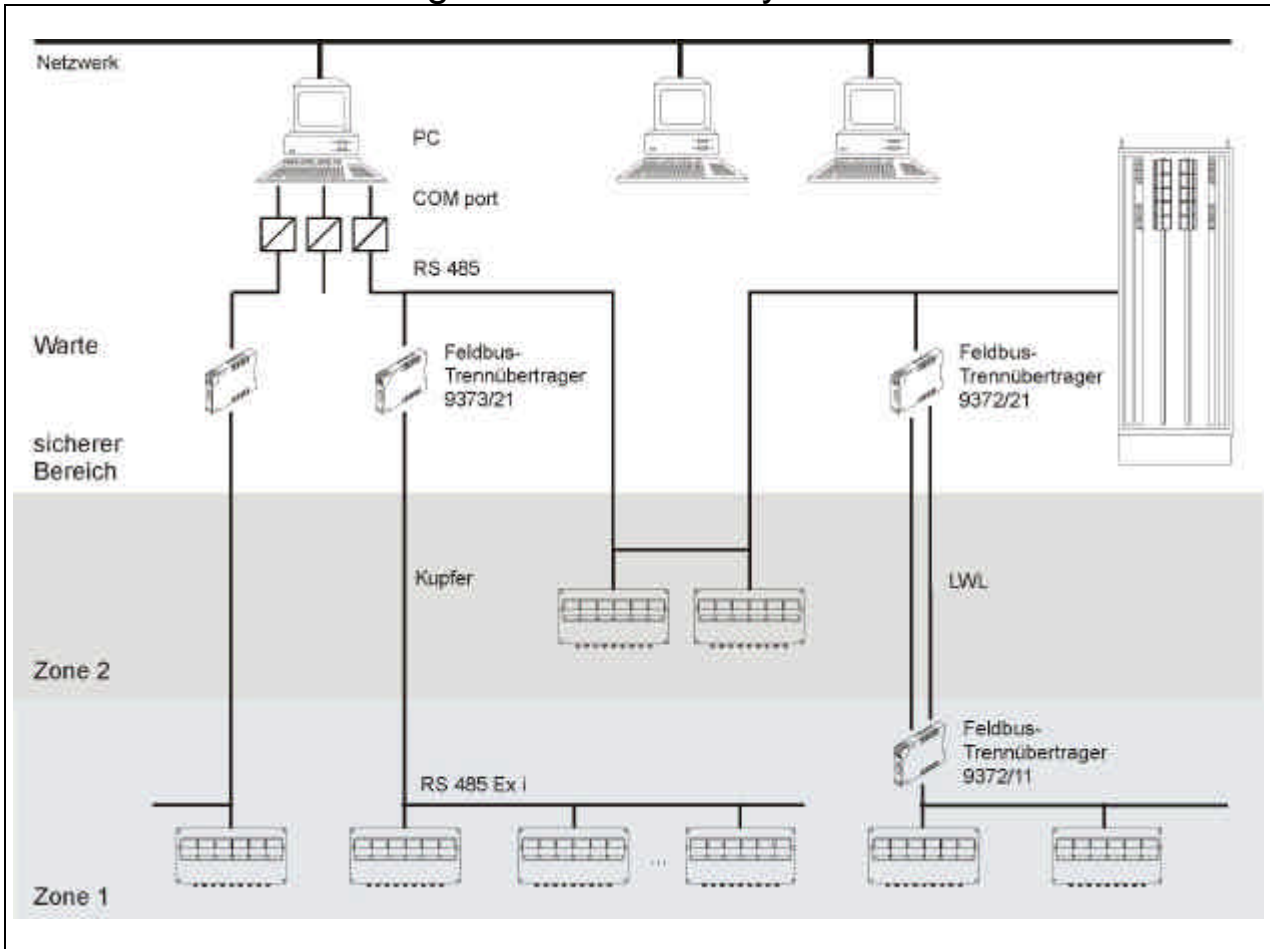 Netzwerk
PC
COM port
RS 485
Warte
Feldbus-
Trennübertrager
9373/21
Feldbus-
Trennübertrager
9372/21
sicherer
Bereich
Kupfer
LWL
Zone 2
Feldbus-
Trennübertrager
9372/11
RS 485 Ex i
...
Zone 1